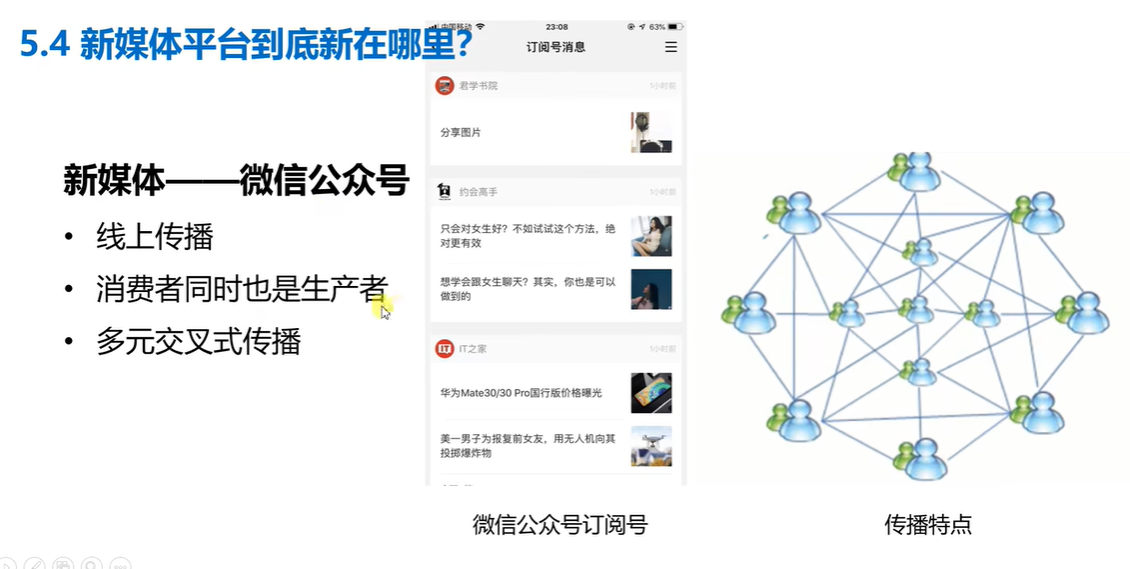 5.4 新媒体平台到底新在哪里？
中国移动 23:08 63%
订阅号消息
君学书院 1小时前
分享图片
新媒体——微信公众号
• 线上传播
• 消费者同时也是生产者
• 多元交叉式传播
约会高手 1小时前
只会对女生好？不如试试这个方法，绝
对更有效
想学会跟女生聊天？其实，你也是可以
做到的
IT之家 1小时前
华为Mate30/30 Pro国行版价格曝光
美一男子为报复前女友，用无人机向其
投掷爆炸物
微信公众号订阅号
传播特点